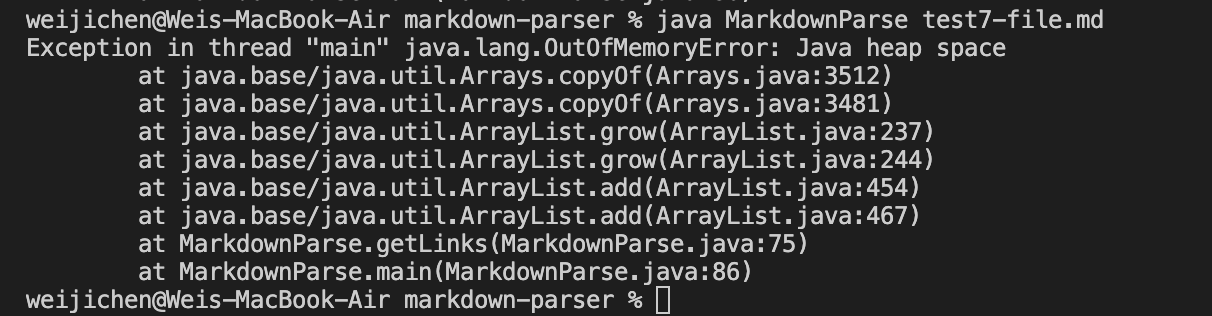 weijichen@Weis-MacBook-Air markdown-parser % java MarkdownParse test7-file.md
Exception in thread "main" java.lang.OutOfMemoryError: Java heap space
        at java.base/java.util.Arrays.copyOf(Arrays.java:3512)
        at java.base/java.util.Arrays.copyOf(Arrays.java:3481)
        at java.base/java.util.ArrayList.grow(ArrayList.java:237)
        at java.base/java.util.ArrayList.grow(ArrayList.java:244)
        at java.base/java.util.ArrayList.add(ArrayList.java:454)
        at java.base/java.util.ArrayList.add(ArrayList.java:467)
        at MarkdownParse.getLinks(MarkdownParse.java:75)
        at MarkdownParse.main(MarkdownParse.java:86)
weijichen@Weis-MacBook-Air markdown-parser %